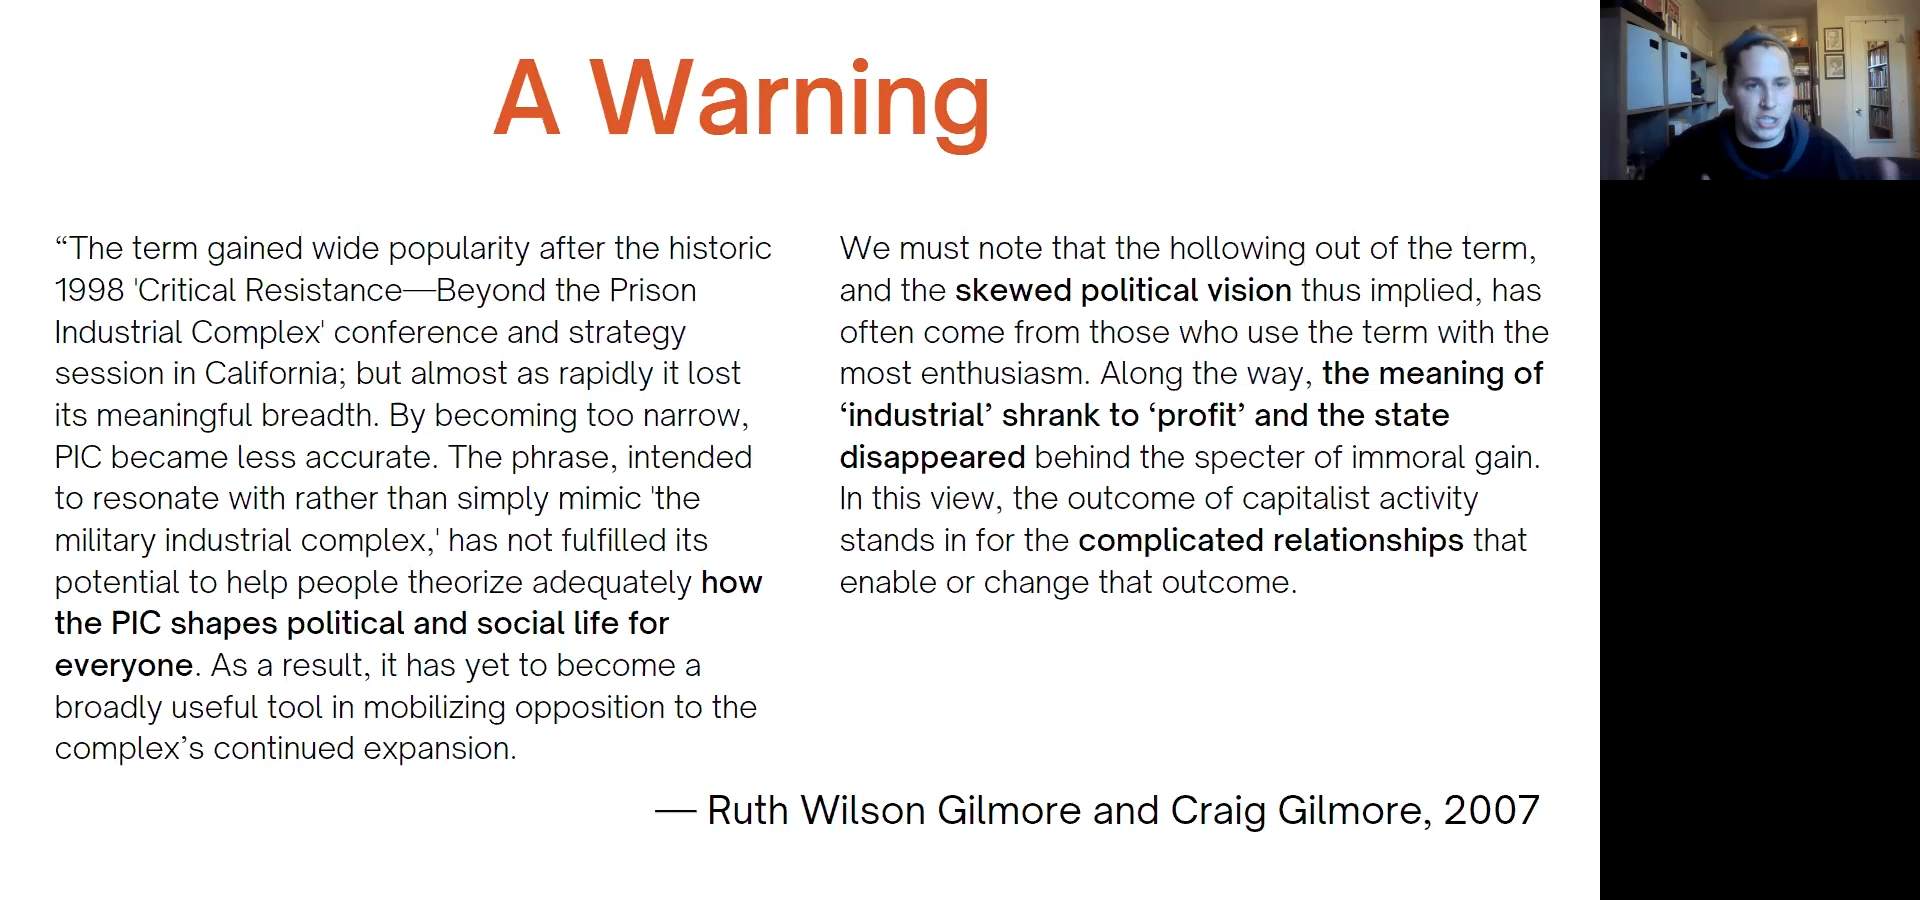 A Warning
“The term gained wide popularity after the historic
1998 'Critical Resistance—Beyond the Prison
Industrial Complex' conference and strategy
session in California; but almost as rapidly it lost
its meaningful breadth. By becoming too narrow,
PIC became less accurate. The phrase, intended
to resonate with rather than simply mimic 'the
military industrial complex,' has not fulfilled its
potential to help people theorize adequately how
the PIC shapes political and social life for
everyone. As a result, it has yet to become a
broadly useful tool in mobilizing opposition to the
complex’s continued expansion.
We must note that the hollowing out of the term,
and the skewed political vision thus implied, has
often come from those who use the term with the
most enthusiasm. Along the way, the meaning of
‘industrial’ shrank to ‘profit’ and the state
disappeared behind the specter of immoral gain.
In this view, the outcome of capitalist activity
stands in for the complicated relationships that
enable or change that outcome.
— Ruth Wilson Gilmore and Craig Gilmore, 2007